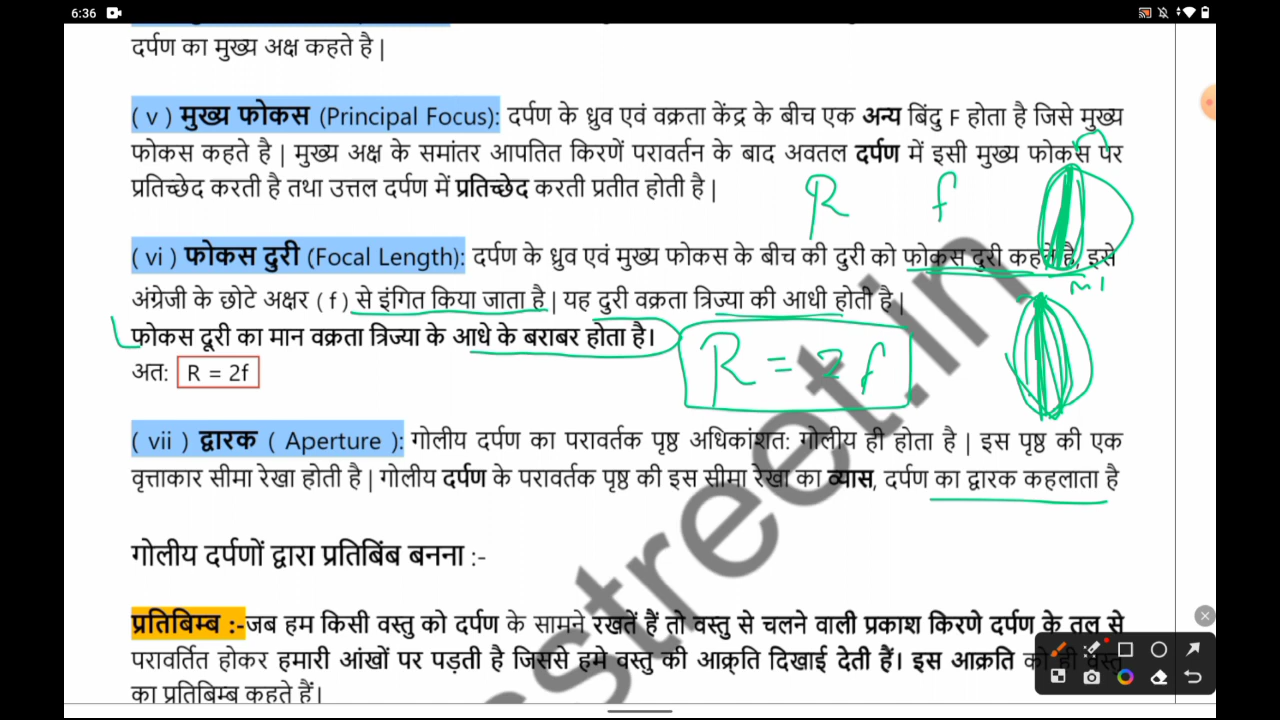 6:36
दर्पण का मुख्य अक्ष कहते है |
( v ) मुख्य फोकस (Principal Focus): दर्पण के ध्रुव एवं वक्रता केंद्र के बीच एक अन्य बिंदु F होता है जिसे मुख्य
फोकस कहते है | मुख्य अक्ष के समांतर आपतित किरणें परावर्तन के बाद अवतल दर्पण में इसी मुख्य फोकस पर
प्रतिच्छेद करती है तथा उत्तल दर्पण में प्रतिच्छेद करती प्रतीत होती है |
R f
( vi ) फोकस दुरी (Focal Length): दर्पण के ध्रुव एवं मुख्य फोकस के बीच की दुरी को फोकस दुरी कहते है, इसे
अंग्रेजी के छोटे अक्षर ( f ) से इंगित किया जाता है | यह दुरी वक्रता त्रिज्या की आधी होती है |
फोकस दूरी का मान वक्रता त्रिज्या के आधे के बराबर होता है।
R = 2f
अत: R = 2f
( vii ) द्वारक ( Aperture ): गोलीय दर्पण का परावर्तक पृष्ठ अधिकांशत: गोलीय ही होता है | इस पृष्ठ की एक
वृत्ताकार सीमा रेखा होती है | गोलीय दर्पण के परावर्तक पृष्ठ की इस सीमा रेखा का व्यास, दर्पण का द्वारक कहलाता है
गोलीय दर्पणों द्वारा प्रतिबिंब बनना :-
प्रतिबिम्ब :-जब हम किसी वस्तु को दर्पण के सामने रखतें हैं तो वस्तु से चलने वाली प्रकाश किरणे दर्पण के तल से
परावर्तित होकर हमारी आंखों पर पड़ती है जिससे हमे वस्तु की आकृति दिखाई देती हैं। इस आक्रति को ही वस्तु
का प्रतिबिम्ब कहते हैं।
sstreet.in